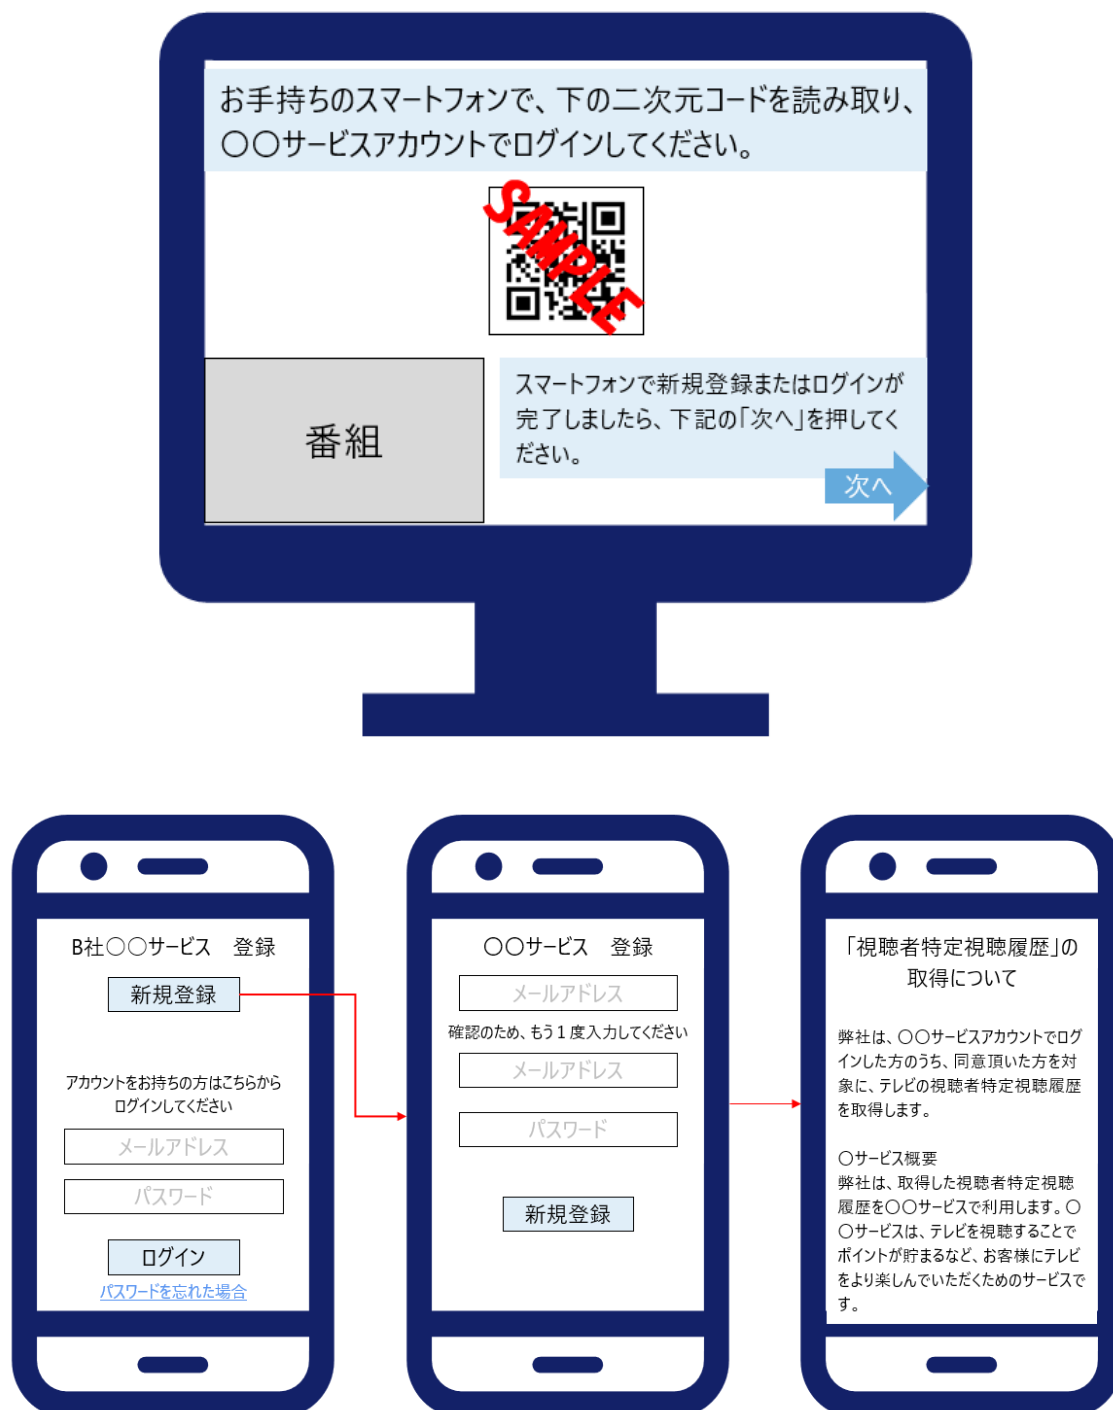 お手持ちのスマートフォンで、下の二次元コードを読み取り、
〇〇サービスアカウントでログインしてください。
SAMPLE
番組
スマートフォンで新規登録またはログインが
完了しましたら、下記の「次へ」を押してく
ださい。
次へ
B社〇〇サービス　登録
新規登録
アカウントをお持ちの方はこちらから
ログインしてください
メールアドレス
パスワード
ログイン
パスワードを忘れた場合
〇〇サービス　登録
メールアドレス
確認のため、もう１度入力してください
メールアドレス
パスワード
新規登録
「視聴者特定視聴履歴」の
取得について
弊社は、〇〇サービスアカウントでログ
インした方のうち、同意頂いた方を対
象に、テレビの視聴者特定視聴履歴
を取得します。
〇サービス概要
弊社は、取得した視聴者特定視聴
履歴を〇〇サービスで利用します。〇
〇サービスは、テレビを視聴することで
ポイントが貯まるなど、お客様にテレビ
をより楽しんでいただくためのサービスで
す。